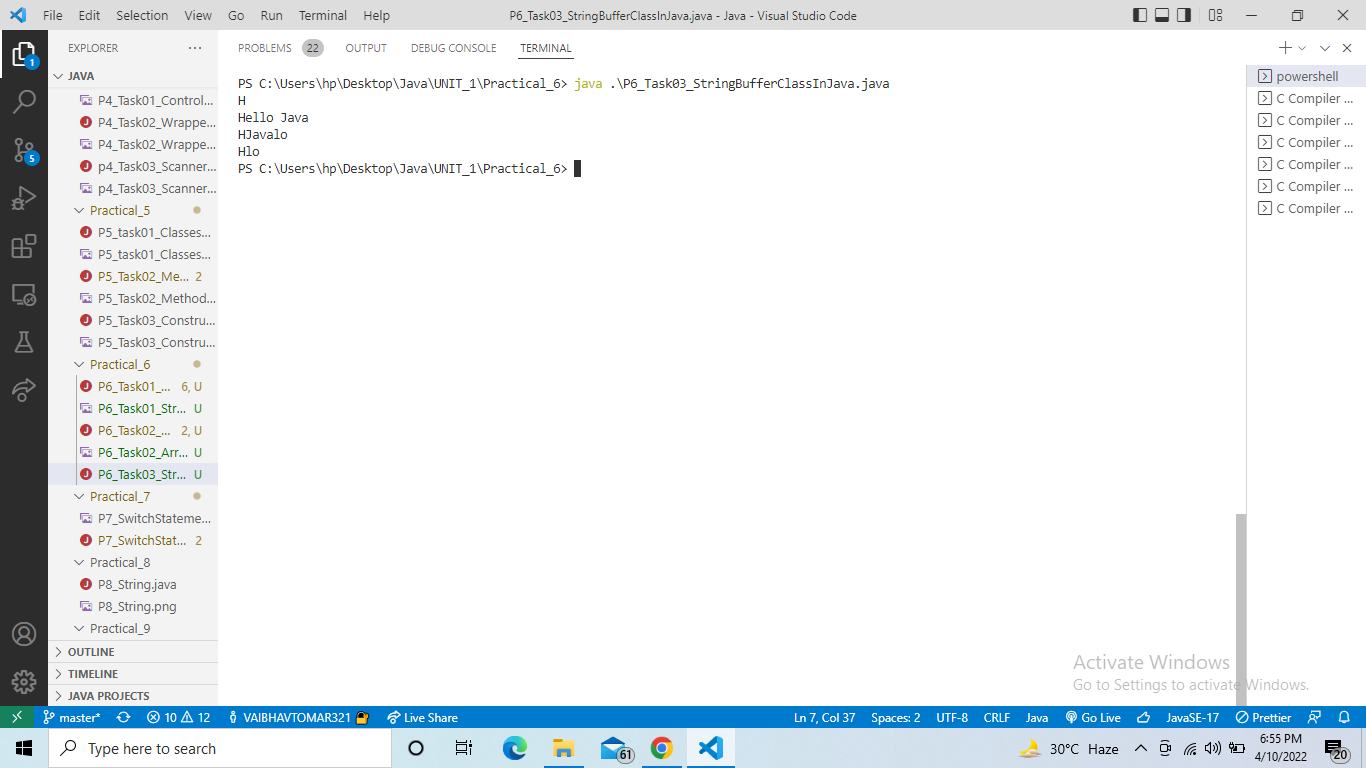 File Edit Selection View Go Run Terminal Help P6_Task03_StringBufferClassInJava.java - Java - Visual Studio Code
EXPLORER ···
JAVA
P4_Task01_Control...
P4_Task02_Wrappe...
P4_Task02_Wrappe...
p4_Task03_Scanner...
p4_Task03_Scanner...
Practical_5
P5_task01_Classes...
P5_task01_Classes...
P5_Task02_Me... 2
P5_Task02_Method...
P5_Task03_Constru...
P5_Task03_Constru...
Practical_6
P6_Task01_... 6, U
P6_Task01_Str... U
P6_Task02_... 2, U
P6_Task02_Arr... U
P6_Task03_Str... U
Practical_7
P7_SwitchStateme...
P7_SwitchStat... 2
Practical_8
P8_String.java
P8_String.png
Practical_9
OUTLINE
TIMELINE
JAVA PROJECTS
1
5
PROBLEMS 22 OUTPUT DEBUG CONSOLE TERMINAL
PS C:\Users\hp\Desktop\Java\UNIT_1\Practical_6> java .\P6_Task03_StringBufferClassInJava.java
H
Hello Java
HJavalo
Hlo
PS C:\Users\hp\Desktop\Java\UNIT_1\Practical_6>
powershell
C Compiler ...
C Compiler ...
C Compiler ...
C Compiler ...
C Compiler ...
C Compiler ...
Activate Windows
Go to Settings to activate Windows.
master* 10 12 VAIBHAVTOMAR321 Live Share Ln 7, Col 37 Spaces: 2 UTF-8 CRLF Java Go Live JavaSE-17 Prettier
Type here to search 61 30°C Haze 6:55 PM
4/10/2022 20